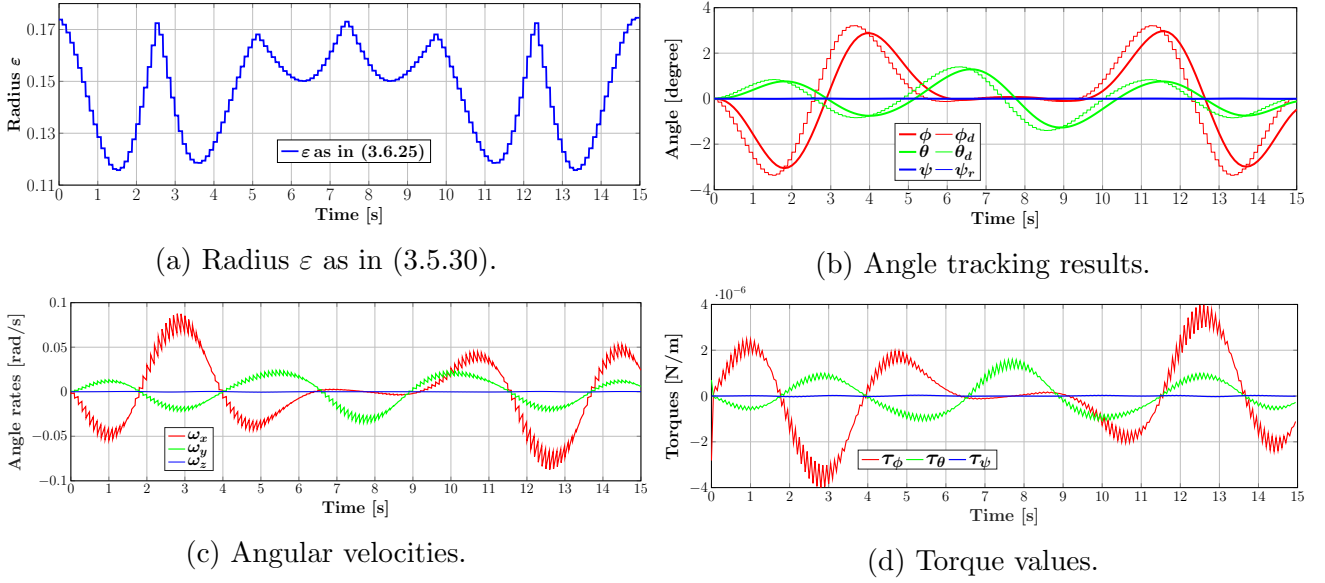 0.17
0.15
0.13
0.11
Radius ε
ε as in (3.6.25)
0 1 2 3 4 5 6 7 8 9 10 11 12 13 14 15
Time [s]
(a) Radius ε as in (3.5.30).
4
2
0
−2
−4
Angle [degree]
ϕ ϕd
θ θd
ψ ψr
0 1 2 3 4 5 6 7 8 9 10 11 12 13 14 15
Time [s]
(b) Angle tracking results.
0.1
0.05
0
−0.05
−0.1
Angle rates [rad/s]
ωx
ωy
ωz
0 1 2 3 4 5 6 7 8 9 10 11 12 13 14 15
Time [s]
(c) Angular velocities.
·10−6
4
2
0
−2
−4
Torques [N/m]
τϕ τθ τψ
0 1 2 3 4 5 6 7 8 9 10 11 12 13 14 15
Time [s]
(d) Torque values.